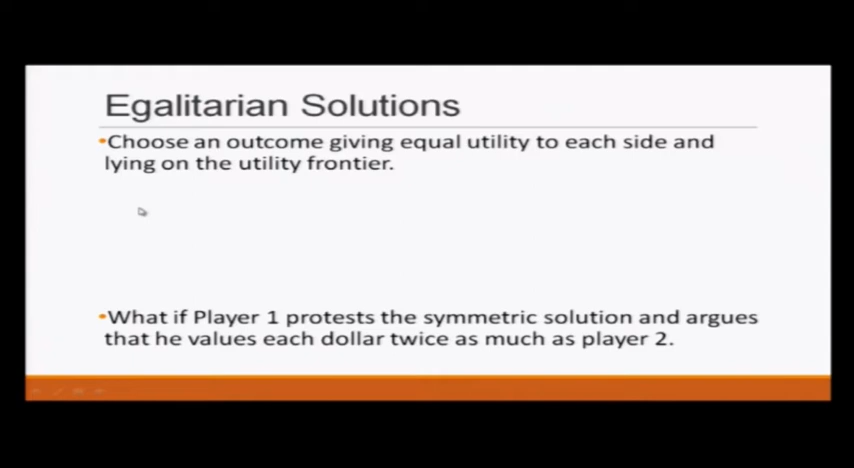 Egalitarian Solutions
•Choose an outcome giving equal utility to each side and
lying on the utility frontier.
•What if Player 1 protests the symmetric solution and argues
that he values each dollar twice as much as player 2.